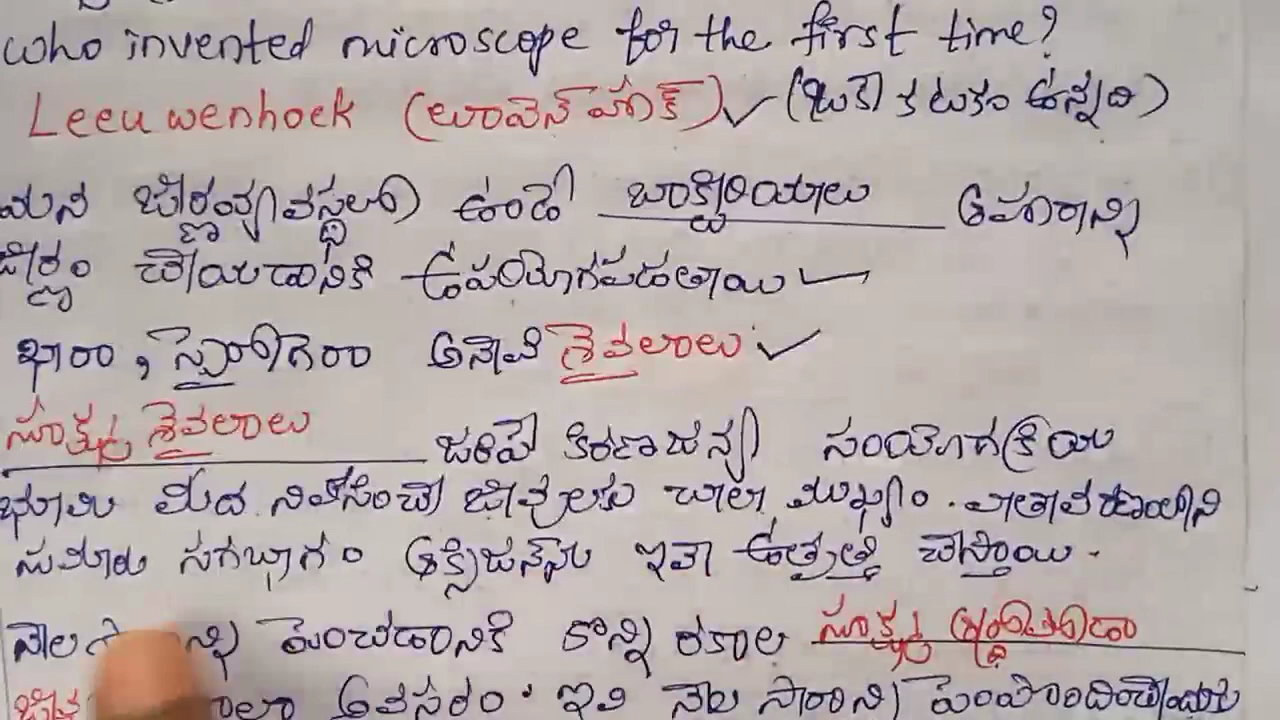 who invented microscope for the first time?
Leeuwenhoek (లూవెన్ హుక్) (ఋక కటకం ఉన్నది)
మన జీర్ణవ్యవస్థలో ఉండే బాక్టీరియాలు ఆహారాన్ని
జీర్ణం చేయడానికి ఉపయోగపడతాయి
ఖారా, స్పైరోగైరా అనేవి శైవలాలు
సూక్ష్మ శైవలాలు జరిపే కిరణజన్య సంయోగక్రియ
భూమి మీద నివసించే జీవులకు చాలా ముఖ్యం. వాతావరణంలోని
సుమారు సగభాగం ఆక్సిజన్‌ను ఇవే ఉత్పత్తి చేస్తాయి.
పెంచడానికి కొన్ని రకాల సూక్ష్మ
అవసరం. ఇవి నేల సారాన్ని పెంపొందించేందుకు